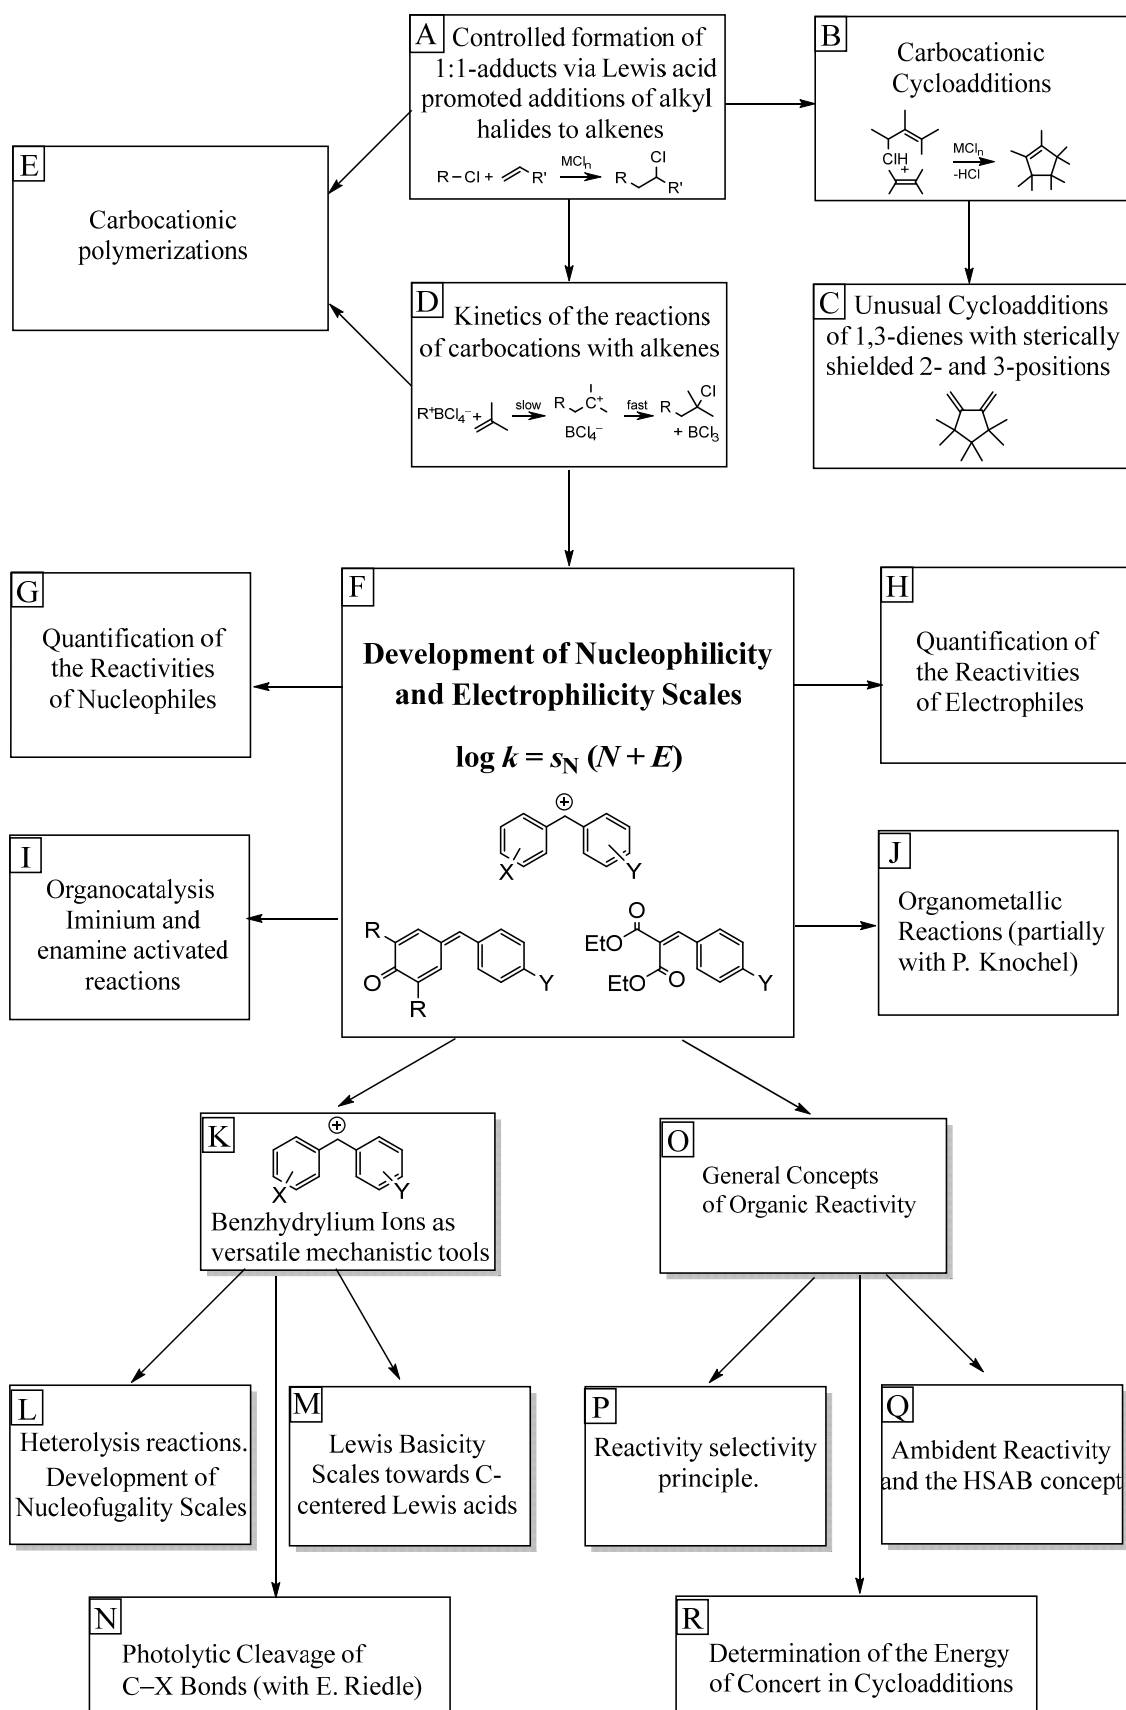 A
Controlled formation of
1:1-adducts via Lewis acid
promoted additions of alkyl
halides to alkenes
R–Cl + R' MCln R Cl R'
B
Carbocationic
Cycloadditions
ClH
+
MCln
-HCl
E
Carbocationic
polymerizations
D
Kinetics of the reactions
of carbocations with alkenes
R+BCl4− + slow R C+ fast R Cl
BCl4− + BCl3
C
Unusual Cycloadditions
of 1,3-dienes with sterically
shielded 2- and 3-positions
G
Quantification of
the Reactivities
of Nucleophiles
F
Development of Nucleophilicity
and Electrophilicity Scales
log k = sN (N + E)
+
X Y
R
O
R
Y
O
EtO
EtO
O
Y
H
Quantification of
the Reactivities
of Electrophiles
I
Organocatalysis
Iminium and
enamine activated
reactions
J
Organometallic
Reactions (partially
with P. Knochel)
K
+
X Y
Benzhydrylium Ions as
versatile mechanistic tools
O
General Concepts
of Organic Reactivity
L
Heterolysis reactions.
Development of
Nucleofugality Scales
M
Lewis Basicity
Scales towards C-
centered Lewis acids
P
Reactivity selectivity
principle.
Q
Ambident Reactivity
and the HSAB concept
N
Photolytic Cleavage of
C–X Bonds (with E. Riedle)
R
Determination of the Energy
of Concert in Cycloadditions